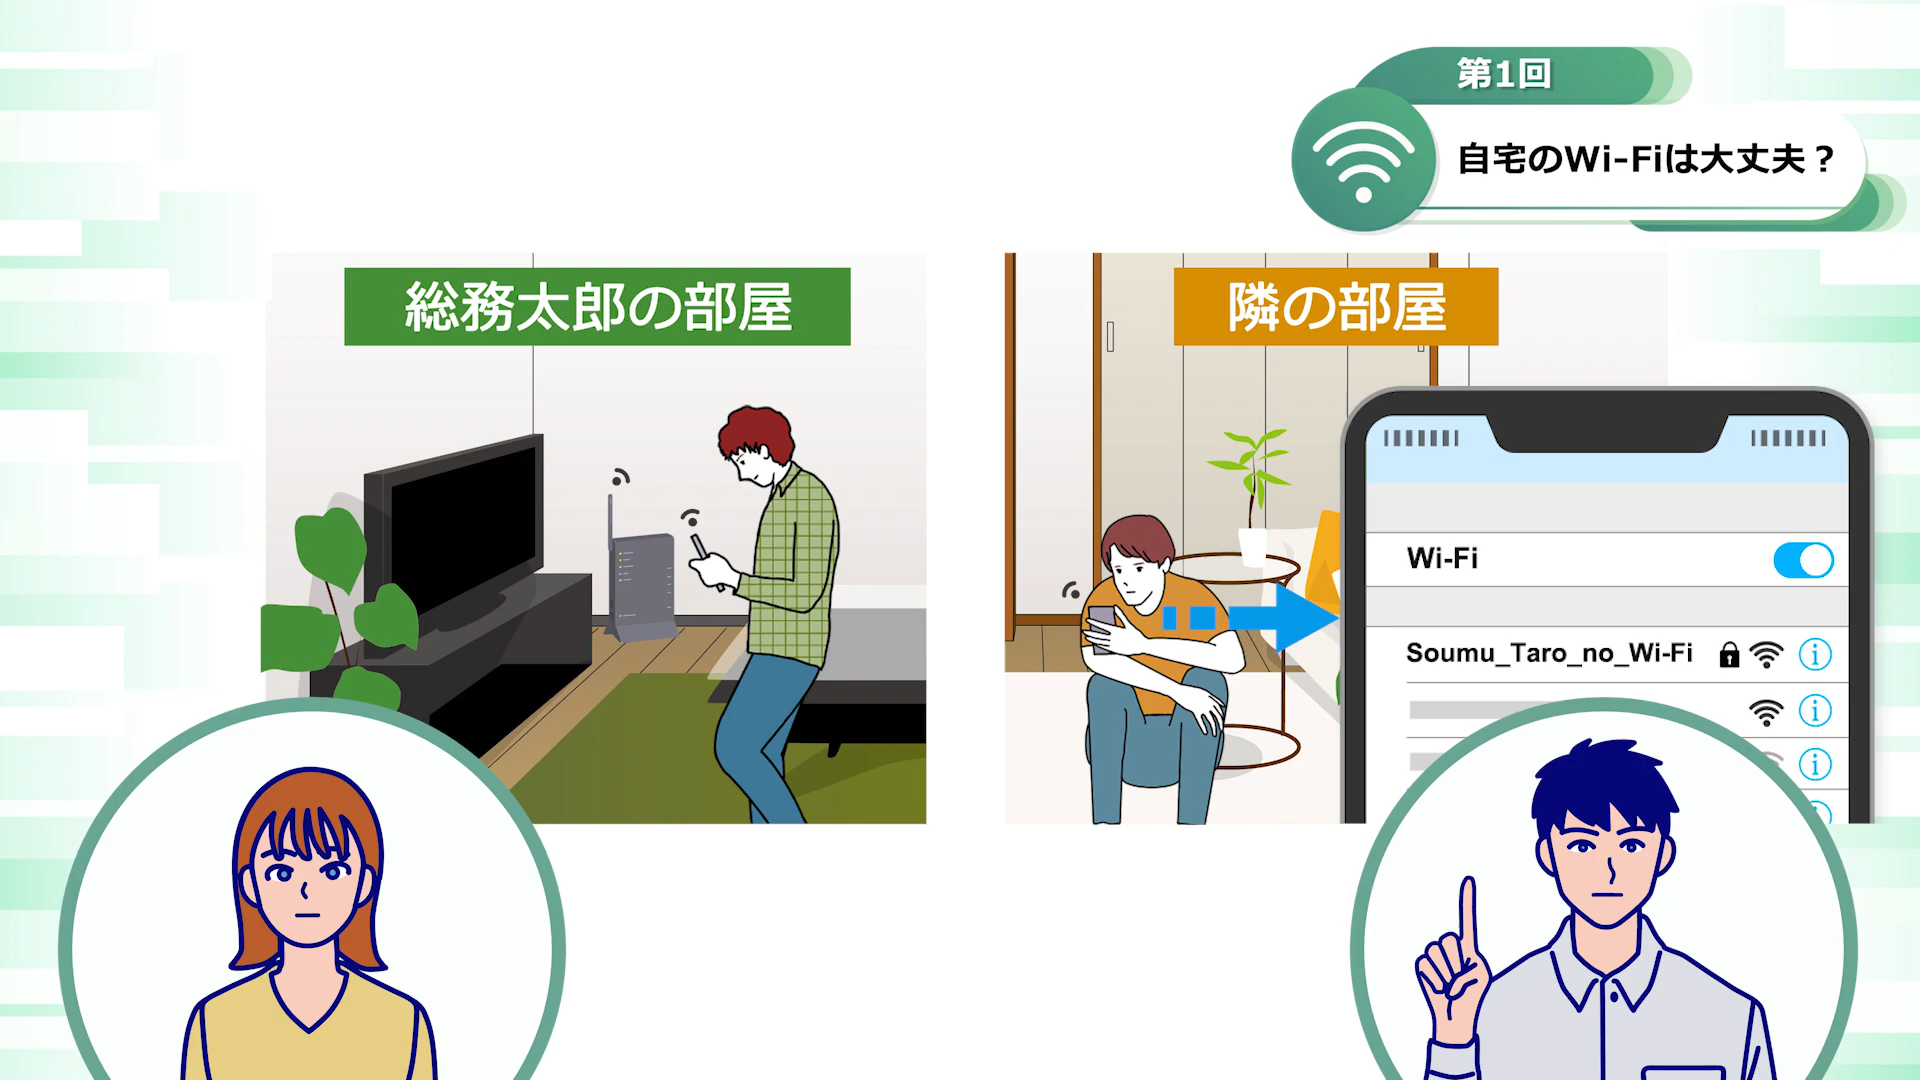 第1回
自宅のWi-Fiは大丈夫？
総務太郎の部屋
隣の部屋
Wi-Fi
Soumu_Taro_no_Wi-Fi